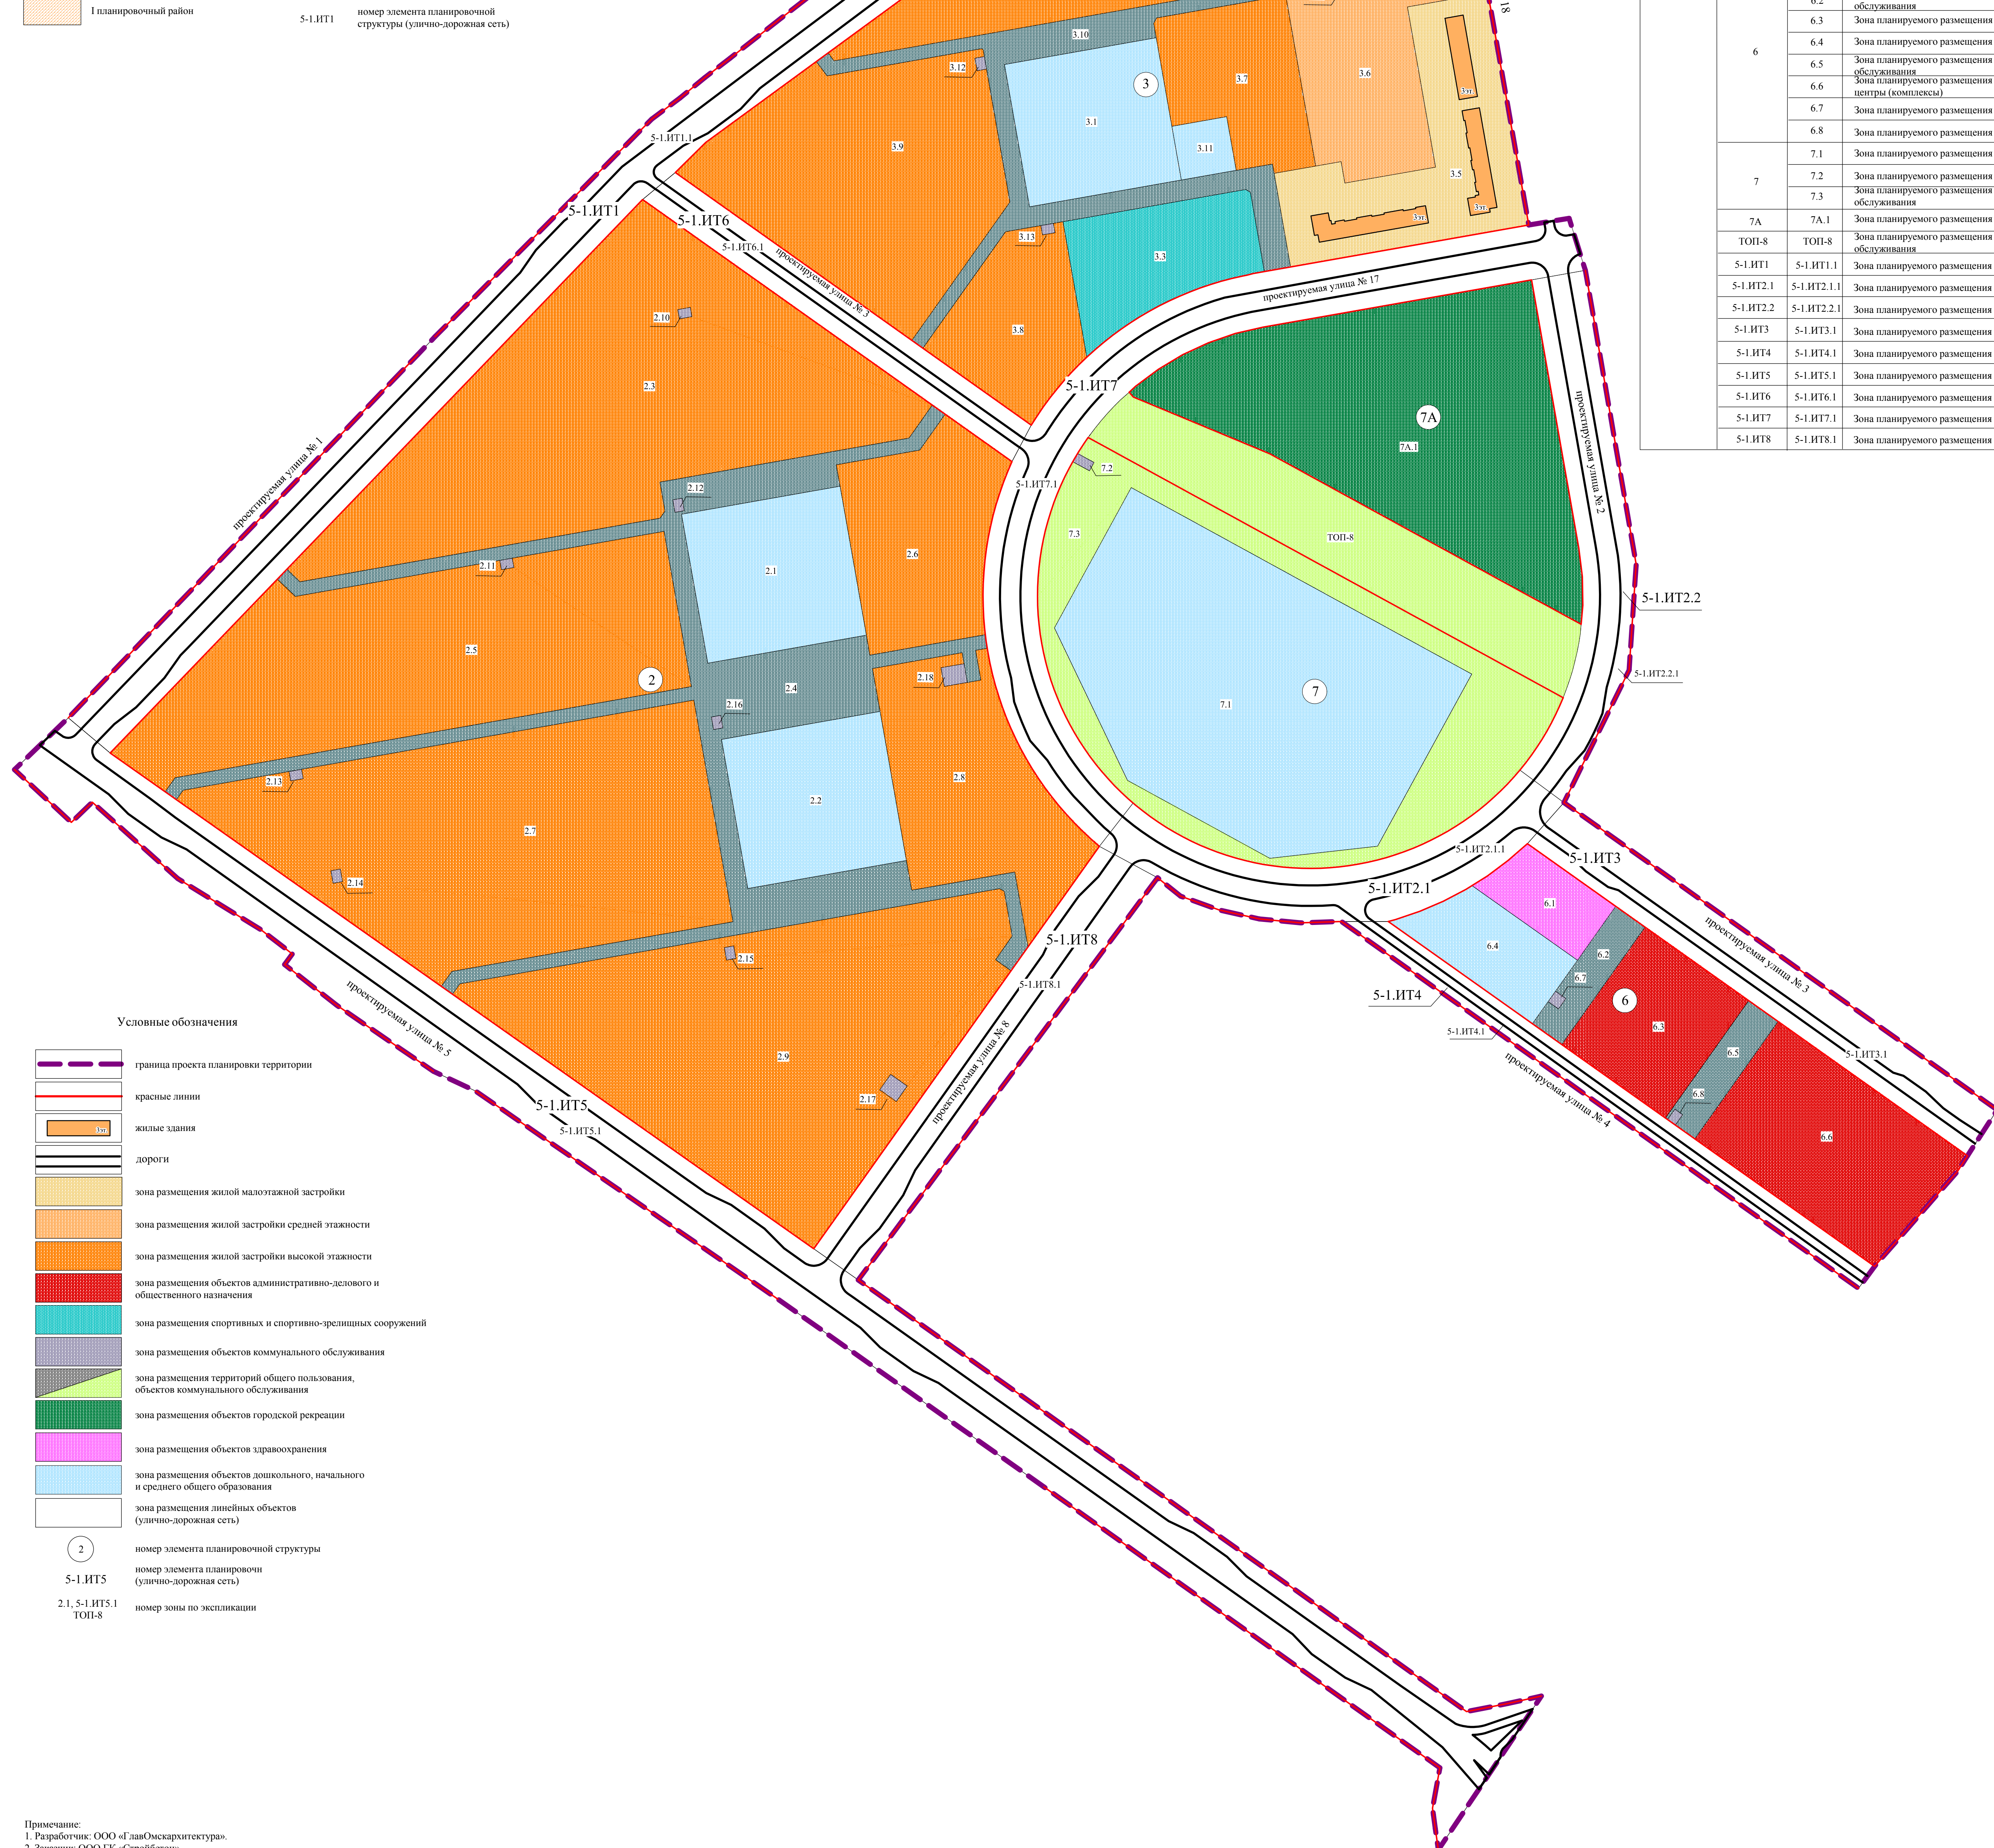 I планировочный район
5-1.ИТ1
номер элемента планировочной
структуры (улично-дорожная сеть)
18
6
6.2
обслуживания
6.3 Зона планируемого размещения
6.4 Зона планируемого размещения
6.5 Зона планируемого размещения
обслуживания
6.6 Зона планируемого размещения
центры (комплексы)
6.7 Зона планируемого размещения
6.8 Зона планируемого размещения
7
7.1 Зона планируемого размещения
7.2 Зона планируемого размещения
7.3 Зона планируемого размещения
обслуживания
7А 7А.1 Зона планируемого размещения
ТОП-8 ТОП-8 Зона планируемого размещения
обслуживания
5-1.ИТ1 5-1.ИТ1.1 Зона планируемого размещения
5-1.ИТ2.1 5-1.ИТ2.1.1 Зона планируемого размещения
5-1.ИТ2.2 5-1.ИТ2.2.1 Зона планируемого размещения
5-1.ИТ3 5-1.ИТ3.1 Зона планируемого размещения
5-1.ИТ4 5-1.ИТ4.1 Зона планируемого размещения
5-1.ИТ5 5-1.ИТ5.1 Зона планируемого размещения
5-1.ИТ6 5-1.ИТ6.1 Зона планируемого размещения
5-1.ИТ7 5-1.ИТ7.1 Зона планируемого размещения
5-1.ИТ8 5-1.ИТ8.1 Зона планируемого размещения
3.10
3.12
3
3.7
3.6
3эт.
3.1
3.11
3.9
3.5
3эт.
3эт.
5-1.ИТ1.1
5-1.ИТ1
5-1.ИТ6
5-1.ИТ6.1
проектируемая улица № 3
3.13
3.3
проектируемая улица № 17
2.10
3.8
2.3
5-1.ИТ7
7А
7А.1
проектируемая улица № 2
проектируемая улица № 1
7.2
5-1.ИТ7.1
2.12
7.3
ТОП-8
2.6
2.11
2.1
5-1.ИТ2.2
2.5
2
2.4
2.18
5-1.ИТ2.2.1
7
7.1
2.16
2.13
2.8
2.2
2.7
5-1.ИТ2.1.1
5-1.ИТ3
2.14
5-1.ИТ2.1
6.1
проектируемая улица № 3
5-1.ИТ8
6.4
6.2
2.15
6.7
5-1.ИТ8.1
5-1.ИТ4
6
проектируемая улица № 5
5-1.ИТ4.1
6.3
6.5
5-1.ИТ3.1
2.9
проектируемая улица № 8
проектируемая улица № 4
2.17
6.8
5-1.ИТ5
5-1.ИТ5.1
6.6
Условные обозначения
граница проекта планировки территории
красные линии
3эт.
жилые здания
дороги
зона размещения жилой малоэтажной застройки
зона размещения жилой застройки средней этажности
зона размещения жилой застройки высокой этажности
зона размещения объектов административно-делового и
общественного назначения
зона размещения спортивных и спортивно-зрелищных сооружений
зона размещения объектов коммунального обслуживания
зона размещения территорий общего пользования,
объектов коммунального обслуживания
зона размещения объектов городской рекреации
зона размещения объектов здравоохранения
зона размещения объектов дошкольного, начального
и среднего общего образования
зона размещения линейных объектов
(улично-дорожная сеть)
2
номер элемента планировочной структуры
5-1.ИТ5
номер элемента планировочн
(улично-дорожная сеть)
2.1, 5-1.ИТ5.1
ТОП-8
номер зоны по экспликации
Примечание:
1. Разработчик: ООО «ГлавОмскархитектура».